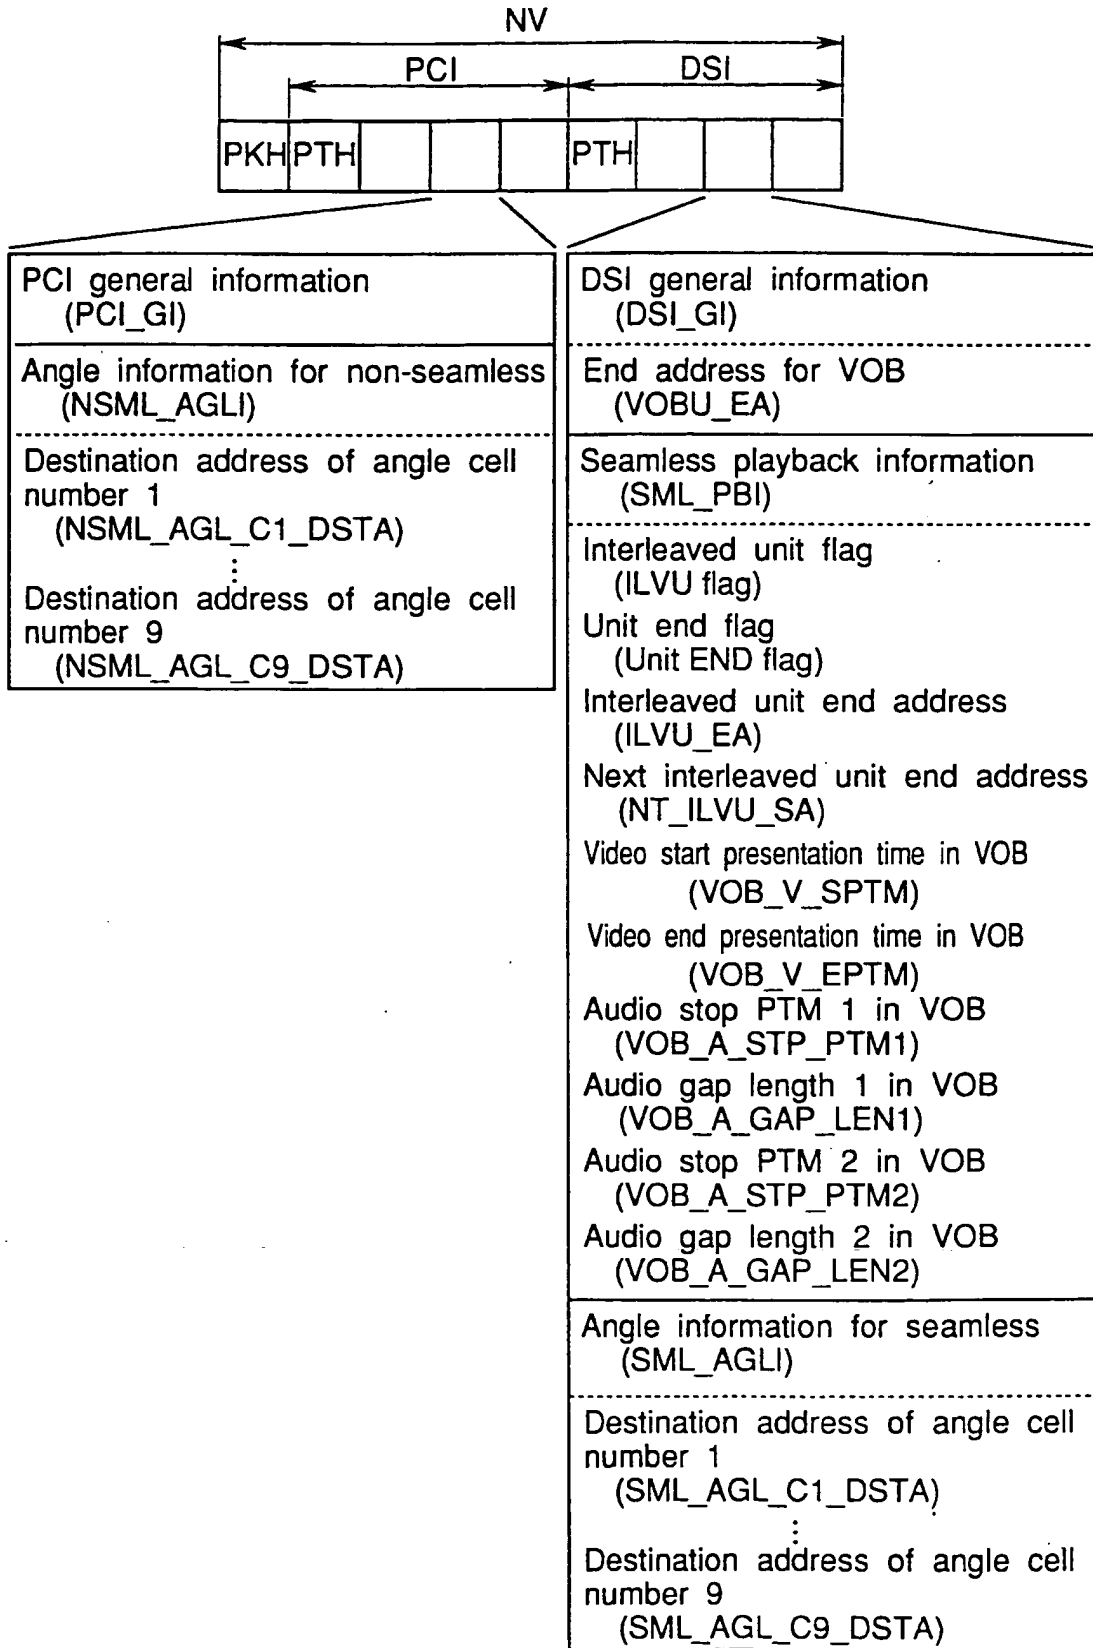 NV
PCI
DSI
PKH PTH PTH
PCI general information
(PCI_GI)
Angle information for non-seamless
(NSML_AGLI)
Destination address of angle cell
number 1
(NSML_AGL_C1_DSTA)
⋮
Destination address of angle cell
number 9
(NSML_AGL_C9_DSTA)
DSI general information
(DSI_GI)
End address for VOB
(VOBU_EA)
Seamless playback information
(SML_PBI)
Interleaved unit flag
(ILVU flag)
Unit end flag
(Unit END flag)
Interleaved unit end address
(ILVU_EA)
Next interleaved unit end address
(NT_ILVU_SA)
Video start presentation time in VOB
(VOB_V_SPTM)
Video end presentation time in VOB
(VOB_V_EPTM)
Audio stop PTM 1 in VOB
(VOB_A_STP_PTM1)
Audio gap length 1 in VOB
(VOB_A_GAP_LEN1)
Audio stop PTM 2 in VOB
(VOB_A_STP_PTM2)
Audio gap length 2 in VOB
(VOB_A_GAP_LEN2)
Angle information for seamless
(SML_AGLI)
Destination address of angle cell
number 1
(SML_AGL_C1_DSTA)
⋮
Destination address of angle cell
number 9
(SML_AGL_C9_DSTA)